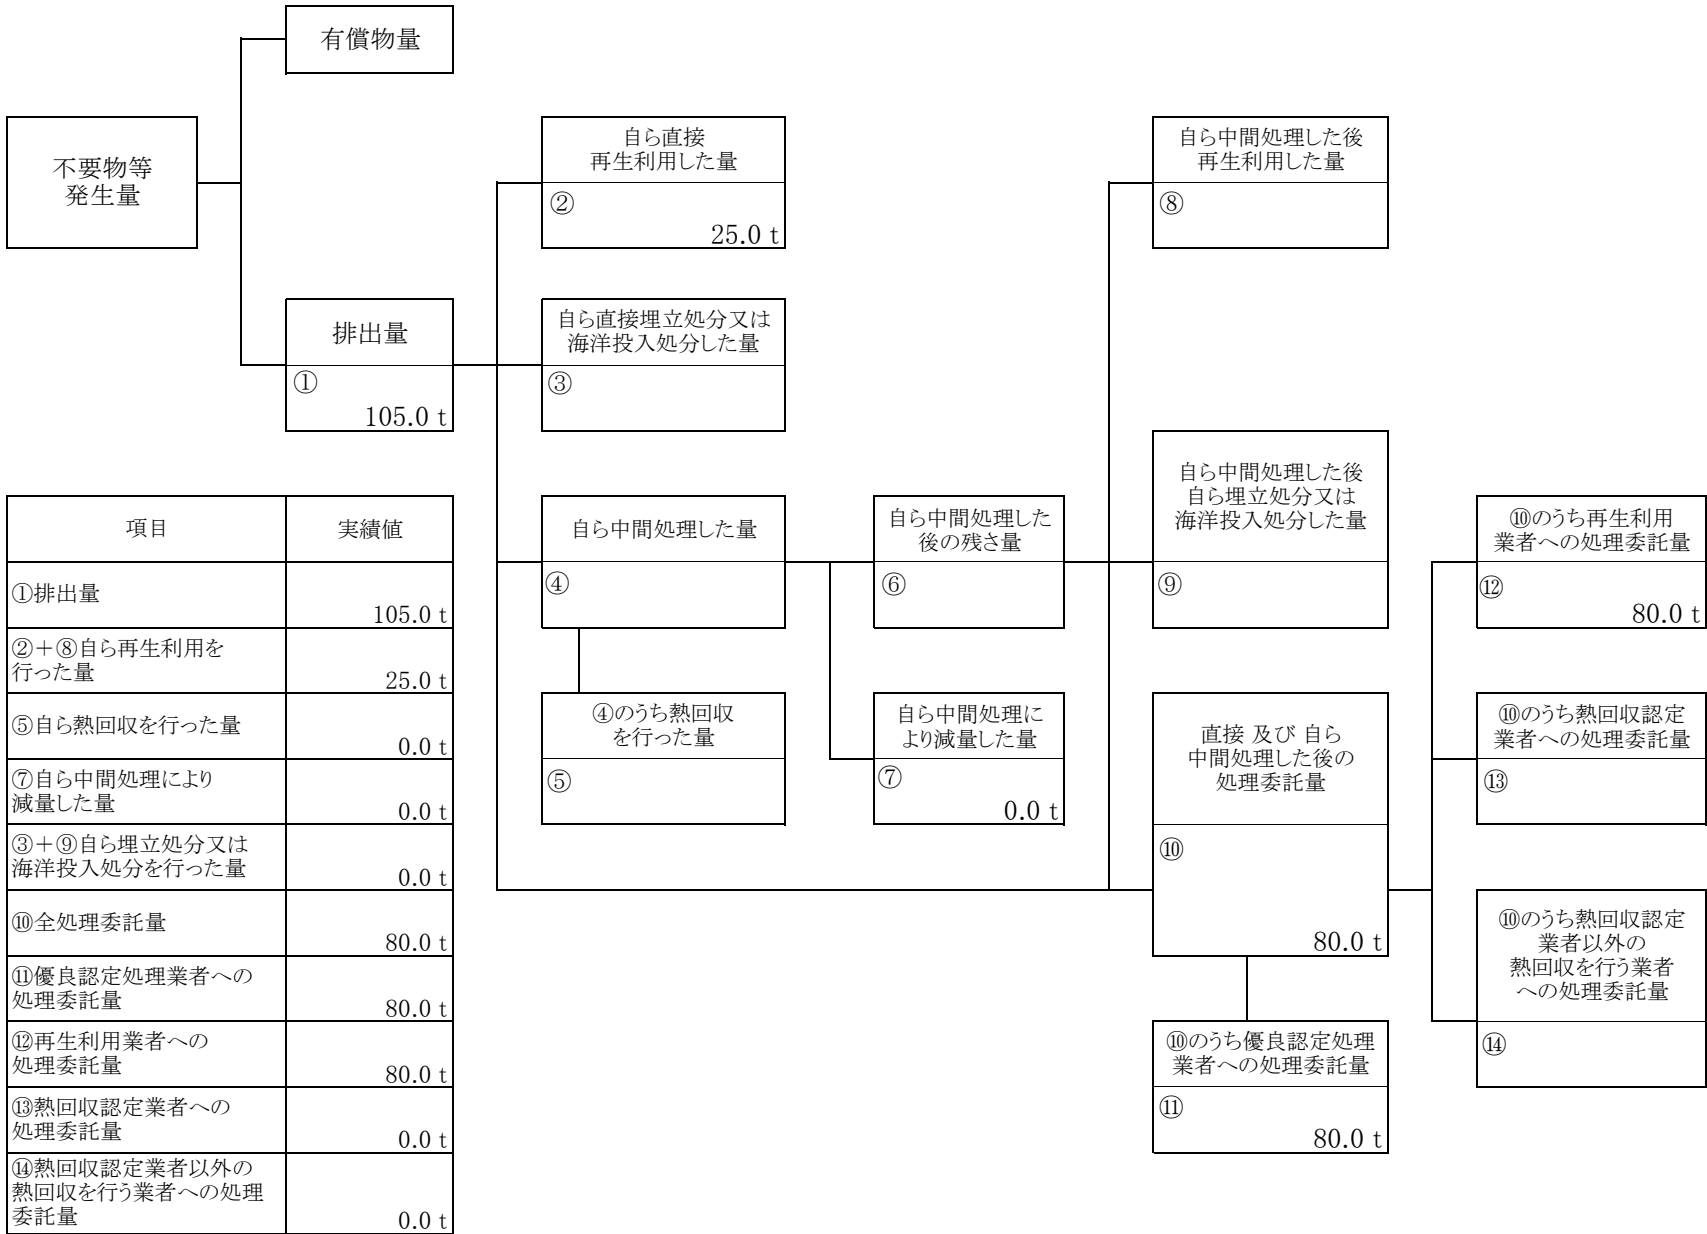 有償物量
不要物等
発生量
自ら直接
再生利用した量
②
25.0 t
自ら中間処理した後
再生利用した量
⑧
排出量
①
105.0 t
自ら直接埋立処分又は
海洋投入処分した量
③
自ら中間処理した量
④
自ら中間処理した
後の残さ量
⑥
自ら中間処理した後
自ら埋立処分又は
海洋投入処分した量
⑨
⑩のうち再生利用
業者への処理委託量
⑫
80.0 t
④のうち熱回収
を行った量
⑤
自ら中間処理に
より減量した量
⑦
0.0 t
直接 及び 自ら
中間処理した後の
処理委託量
⑩
80.0 t
⑩のうち熱回収認定
業者への処理委託量
⑬
⑩のうち熱回収認定
業者以外の
熱回収を行う業者
への処理委託量
⑭
⑩のうち優良認定処理
業者への処理委託量
⑪
80.0 t
項目 実績値
①排出量
105.0 t
②＋⑧自ら再生利用を
行った量
25.0 t
⑤自ら熱回収を行った量
0.0 t
⑦自ら中間処理により
減量した量
0.0 t
③＋⑨自ら埋立処分又は
海洋投入処分を行った量
0.0 t
⑩全処理委託量
80.0 t
⑪優良認定処理業者への
処理委託量
80.0 t
⑫再生利用業者への
処理委託量
80.0 t
⑬熱回収認定業者への
処理委託量
0.0 t
⑭熱回収認定業者以外の
熱回収を行う業者への処理
委託量
0.0 t